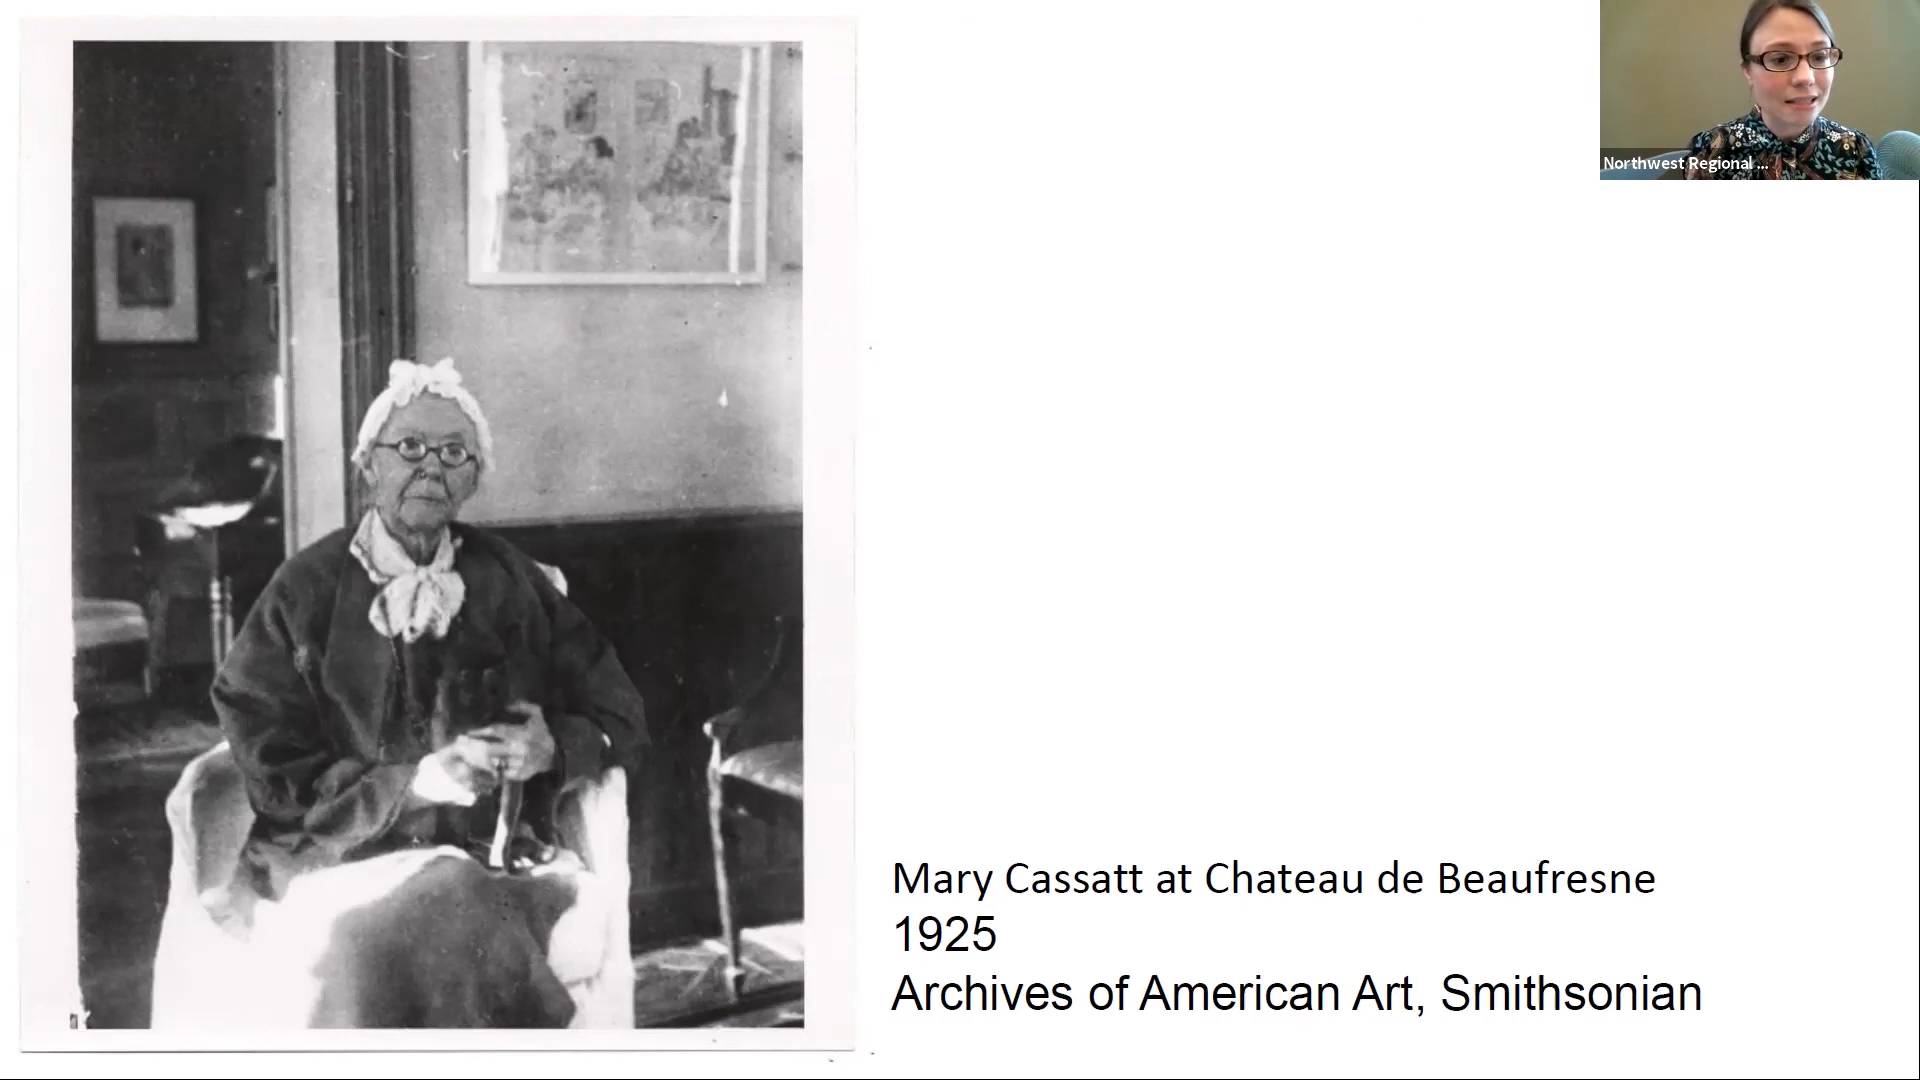 Northwest Regional ...
Mary Cassatt at Chateau de Beaufresne
1925
Archives of American Art, Smithsonian